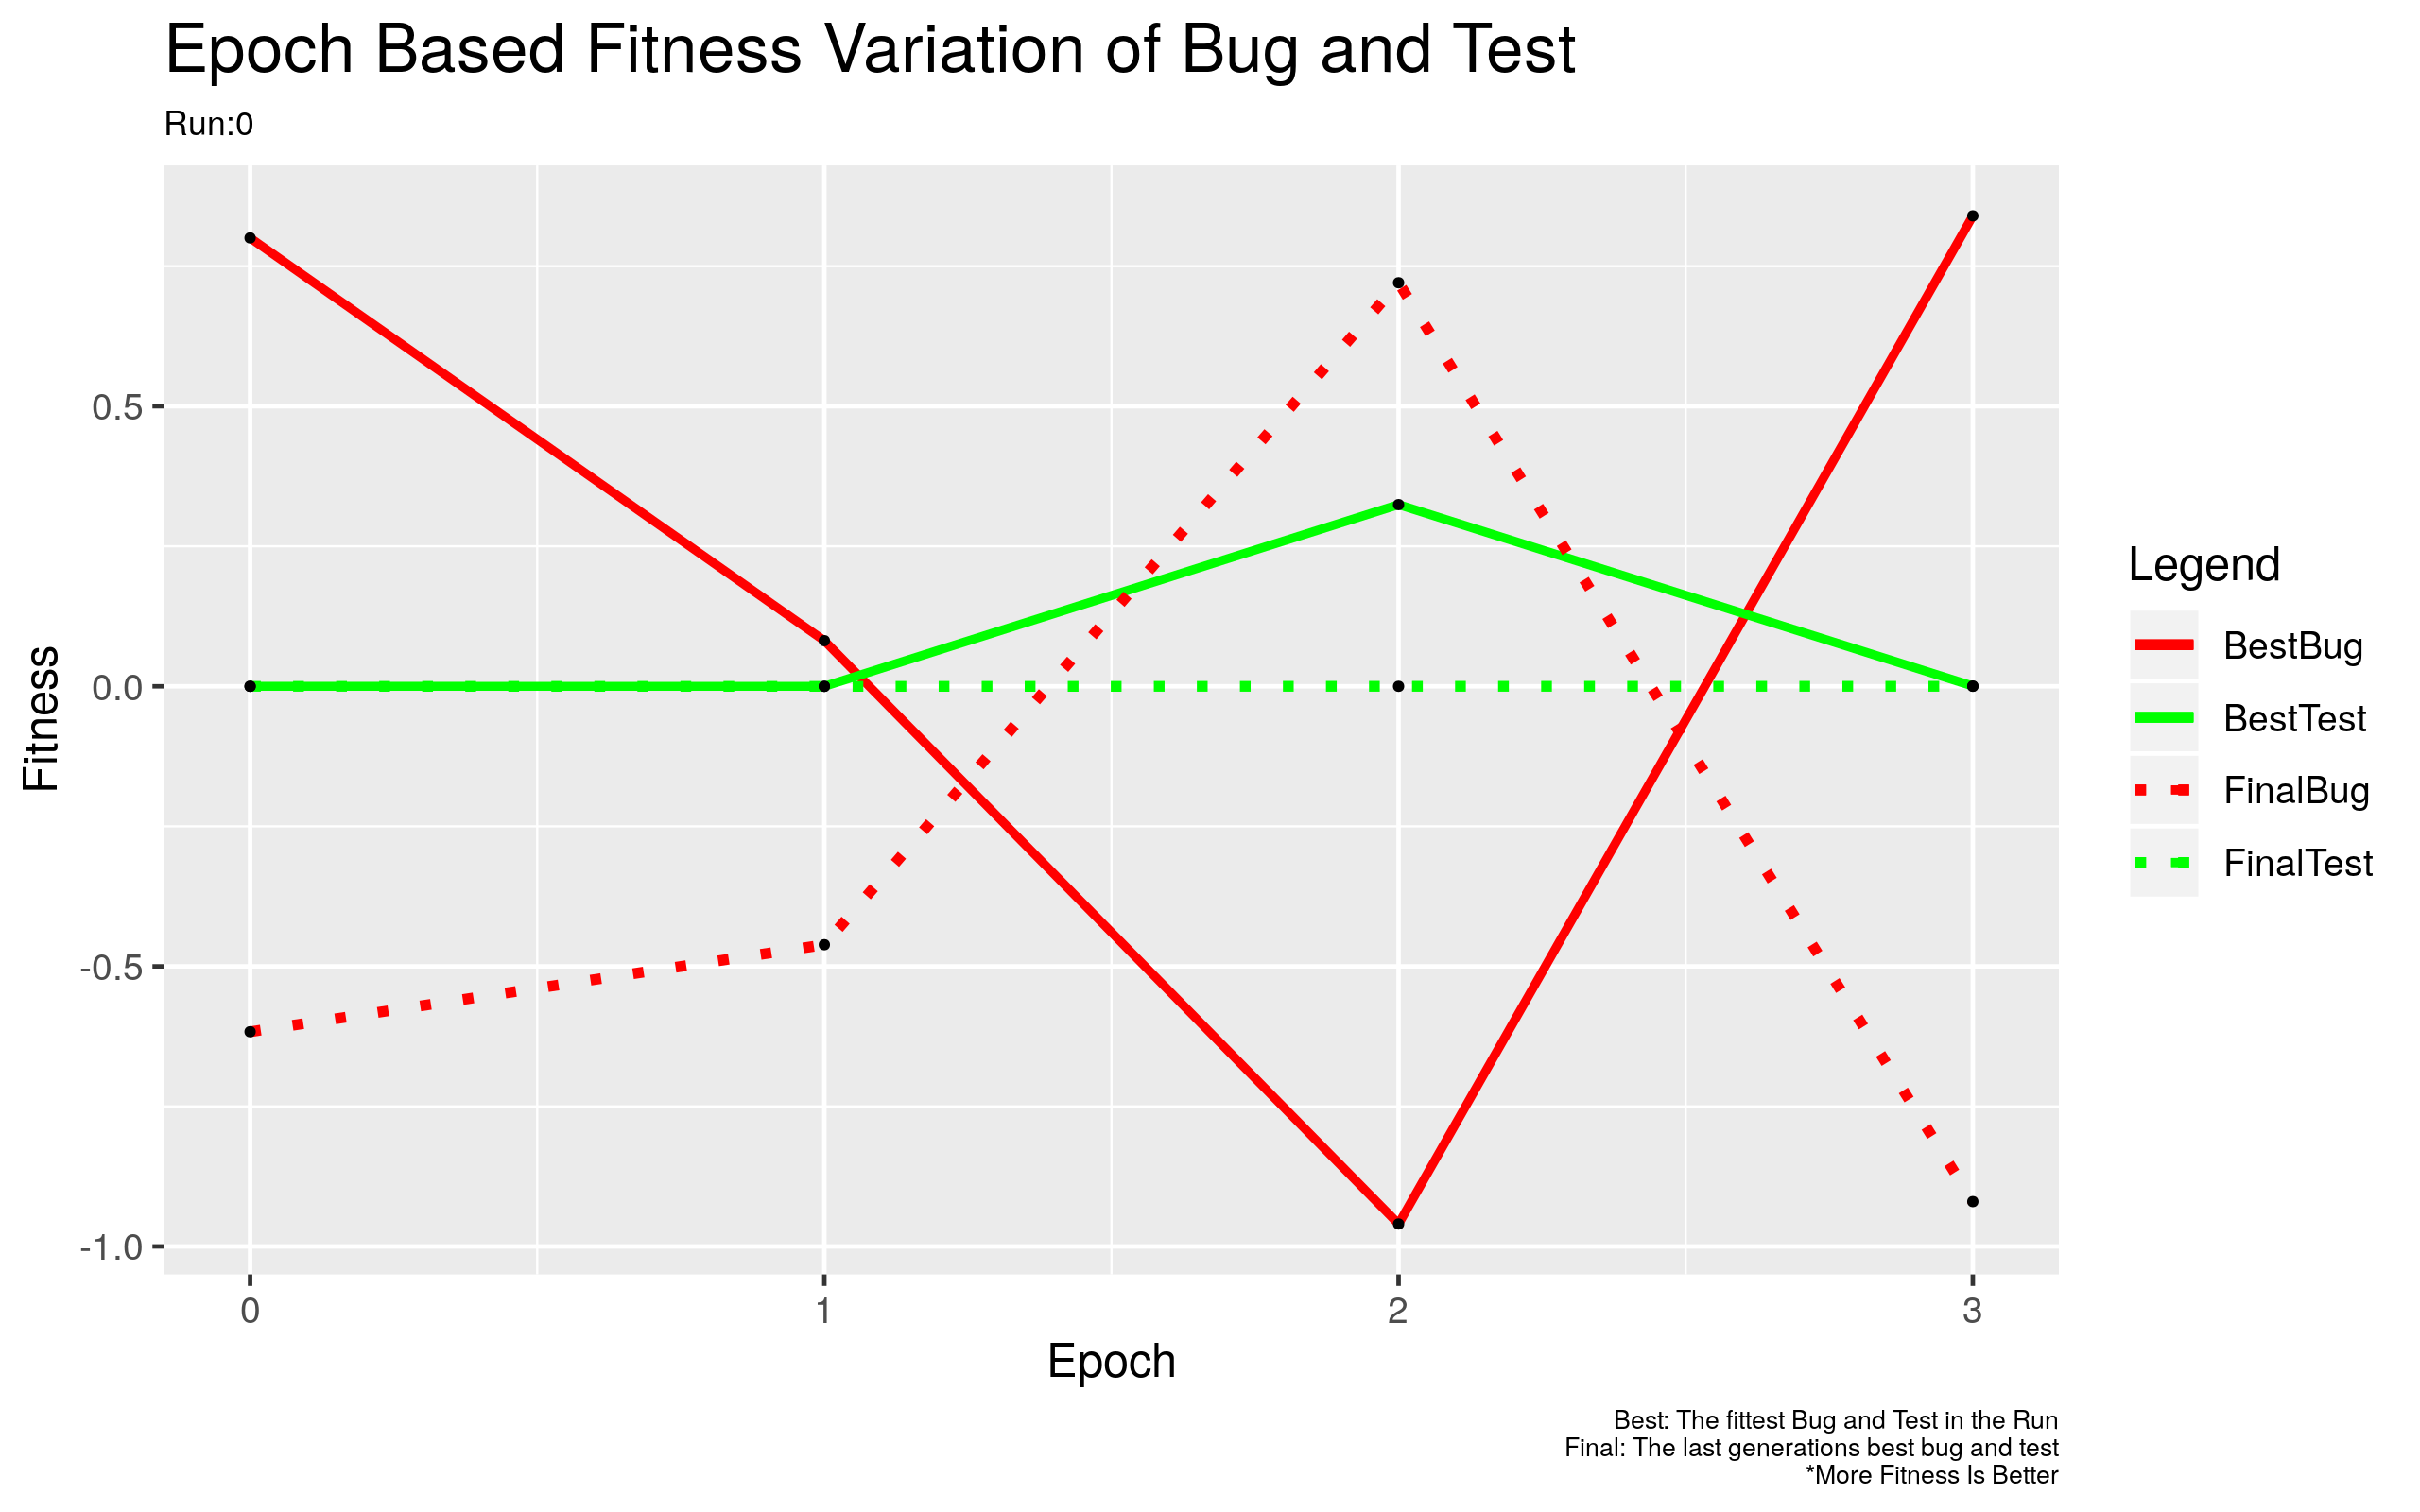 Epoch Based Fitness Variation of Bug and Test
Run:0
Fitness
0.5
0.0
-0.5
-1.0
0 1 2 3
Epoch
Legend
BestBug
BestTest
FinalBug
FinalTest
Best: The fittest Bug and Test in the Run
Final: The last generations best bug and test
*More Fitness Is Better